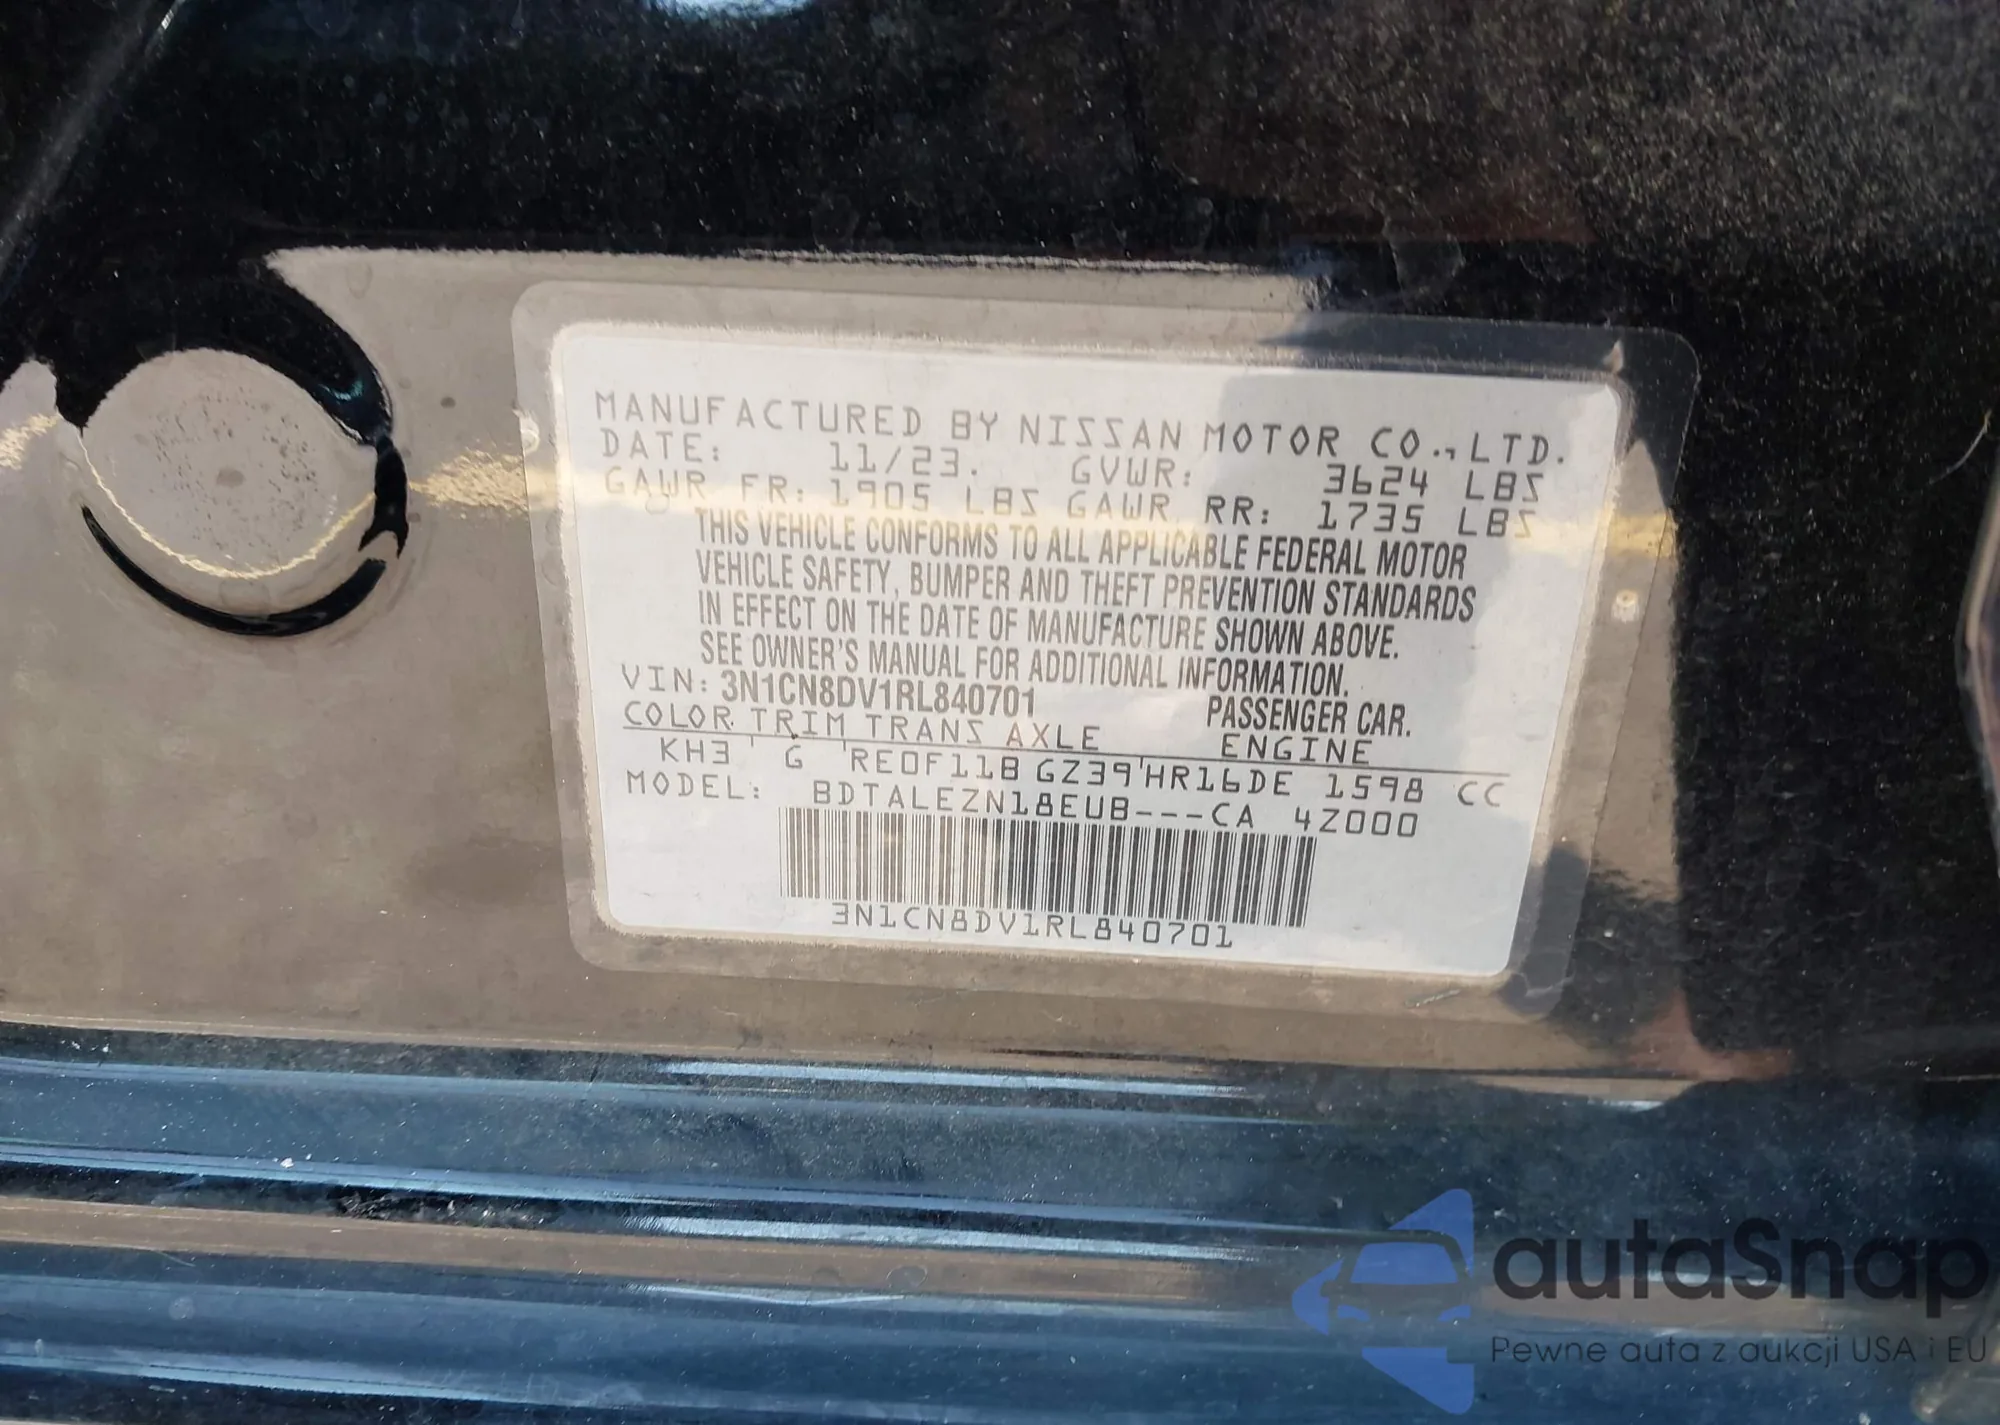 MANUFACTURED BY NISSAN MOTOR CO., LTD.
DATE: 11/23. GVWR: 3624 LBS
GAWR FR: 1905 LBS GAWR RR: 1735 LBS
THIS VEHICLE CONFORMS TO ALL APPLICABLE FEDERAL MOTOR
VEHICLE SAFETY, BUMPER AND THEFT PREVENTION STANDARDS
IN EFFECT ON THE DATE OF MANUFACTURE SHOWN ABOVE.
SEE OWNER'S MANUAL FOR ADDITIONAL INFORMATION.
VIN: 3N1CN8DV1RL840701 PASSENGER CAR.
COLOR TRIM TRANS AXLE ENGINE
KH3 G RE0F11B GZ39 HR16DE 1598 CC
MODEL: BDTALEZN18EUB---CA 4Z000
3N1CN8DV1RL840701
autaSnap
Pewne auta z aukcji USA i EU